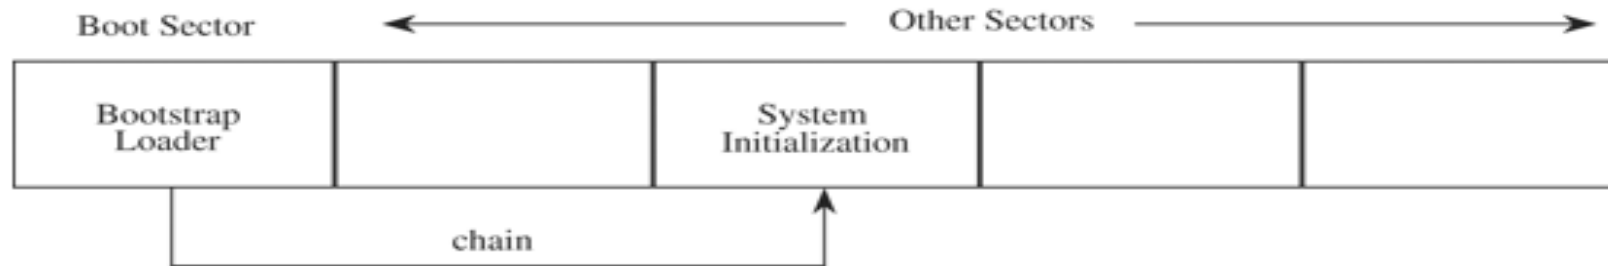 Boot Sector
Other Sectors
Bootstrap
Loader
System
Initialization
chain